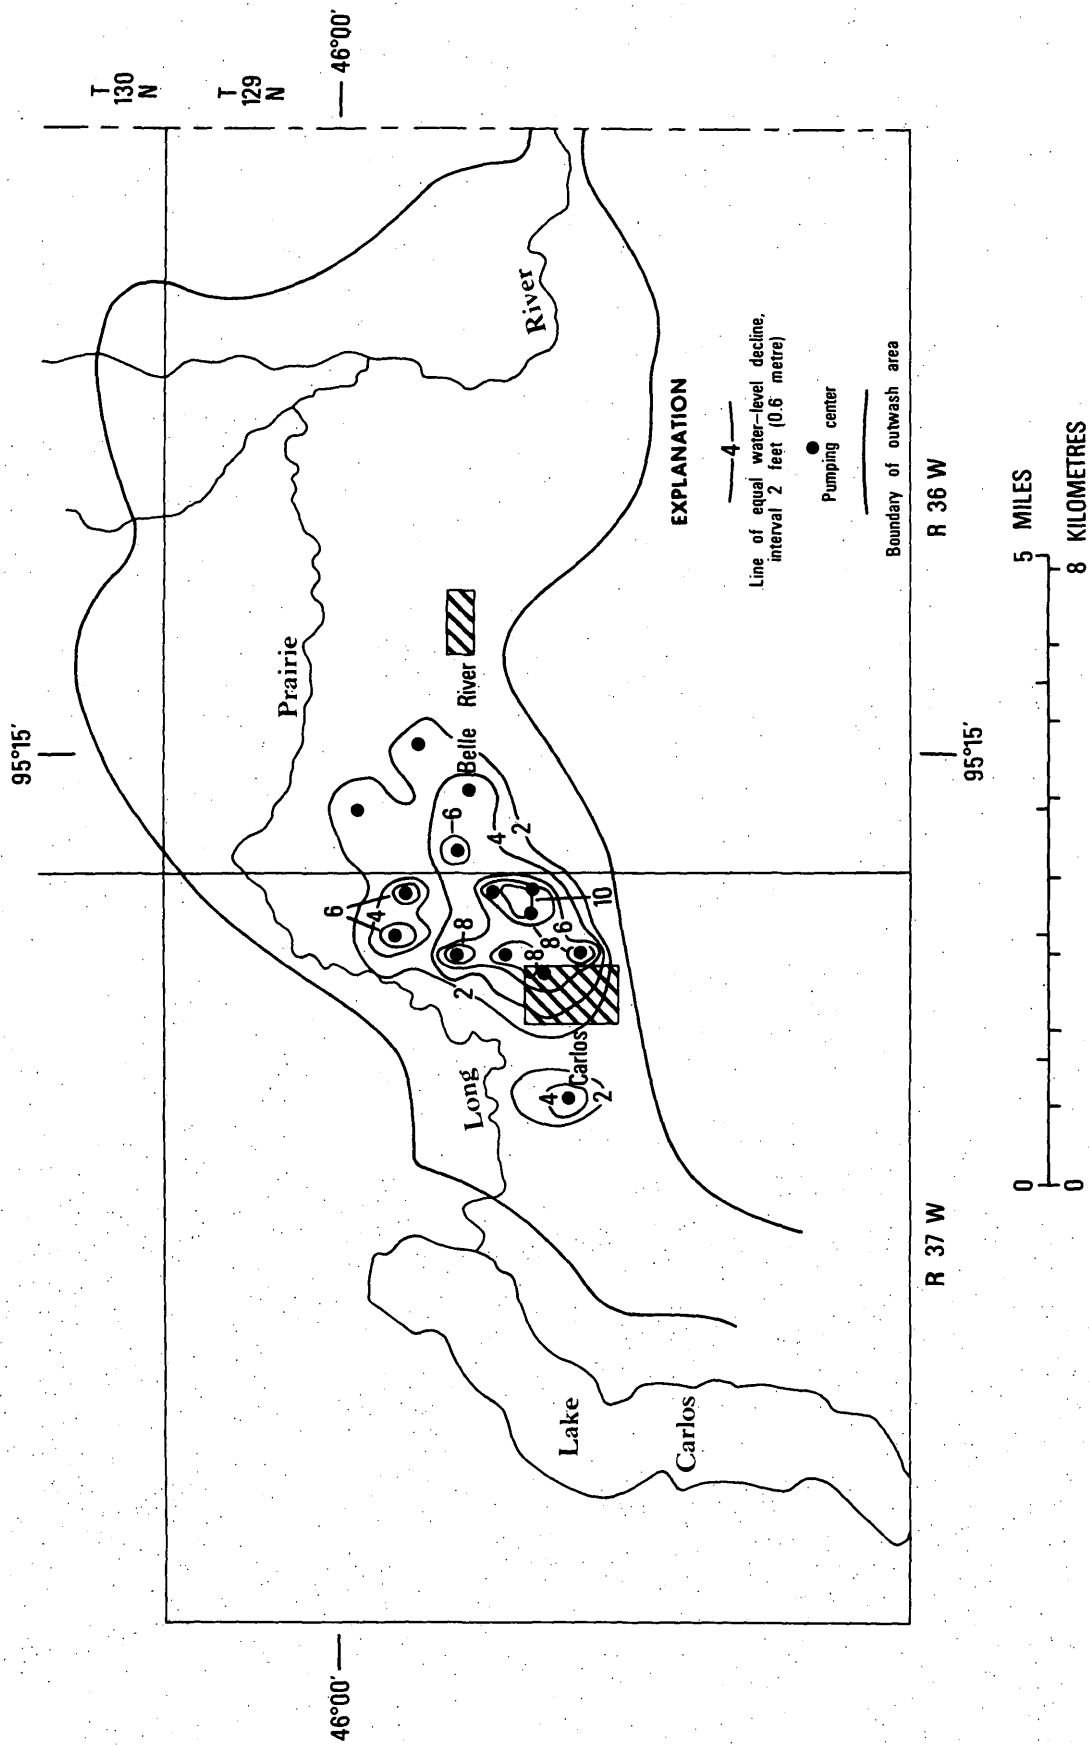 95°15'
T
130
N
T
129
N
46°00'
46°00'
Prairie
River
Long
Belle River
Carlos
Lake
Carlos
6
4
6
2
8
4
2
10
8
8
6
4
2
2
EXPLANATION
4
Line of equal water-level decline,
interval 2 feet (0.6 metre)
Pumping center
Boundary of outwash area
R 37 W
95°15'
R 36 W
0
5 MILES
0
8 KILOMETRES